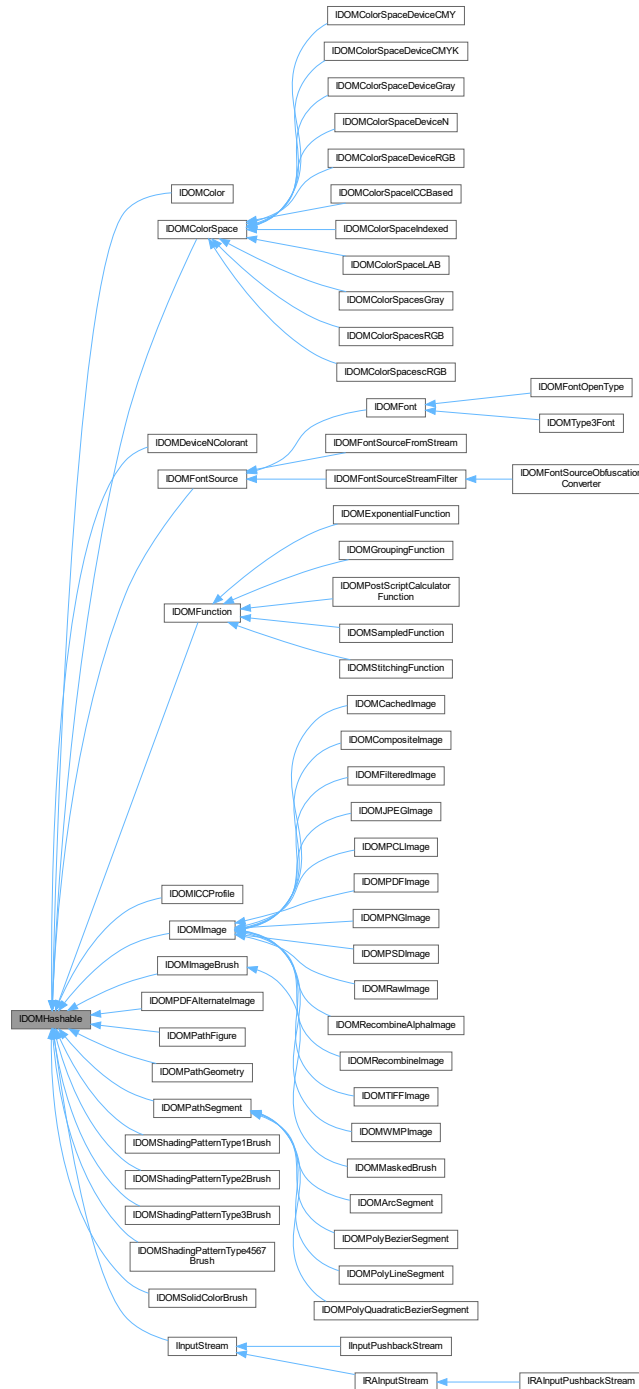 IDOMColorSpaceDeviceCMY
IDOMColorSpaceDeviceCMYK
IDOMColorSpaceDeviceGray
IDOMColorSpaceDeviceN
IDOMColorSpaceDeviceRGB
IDOMColor
IDOMColorSpaceICCBased
IDOMColorSpace
IDOMColorSpaceIndexed
IDOMColorSpaceLAB
IDOMColorSpacesGray
IDOMColorSpacesRGB
IDOMColorSpacescRGB
IDOMFontOpenType
IDOMFont
IDOMType3Font
IDOMDeviceNColorant
IDOMFontSourceFromStream
IDOMFontSource
IDOMFontSourceStreamFilter
IDOMFontSourceObfuscation
Converter
IDOMExponentialFunction
IDOMGroupingFunction
IDOMPostScriptCalculator
Function
IDOMFunction
IDOMSampledFunction
IDOMStitchingFunction
IDOMCachedImage
IDOMCompositeImage
IDOMFilteredImage
IDOMJPEGImage
IDOMPCLImage
IDOMPDFImage
IDOMICCProfile
IDOMPNGImage
IDOMImage
IDOMPSDImage
IDOMImageBrush
IDOMRawImage
IDOMPDFAlternateImage
IDOMHashable
IDOMRecombineAlphaImage
IDOMPathFigure
IDOMRecombineImage
IDOMPathGeometry
IDOMTIFFImage
IDOMPathSegment
IDOMWMPImage
IDOMShadingPatternType1Brush
IDOMMaskedBrush
IDOMShadingPatternType2Brush
IDOMArcSegment
IDOMShadingPatternType3Brush
IDOMPolyBezierSegment
IDOMShadingPatternType4567
Brush
IDOMPolyLineSegment
IDOMSolidColorBrush
IDOMPolyQuadraticBezierSegment
IInputStream
IInputPushbackStream
IRAInputStream
IRAInputPushbackStream